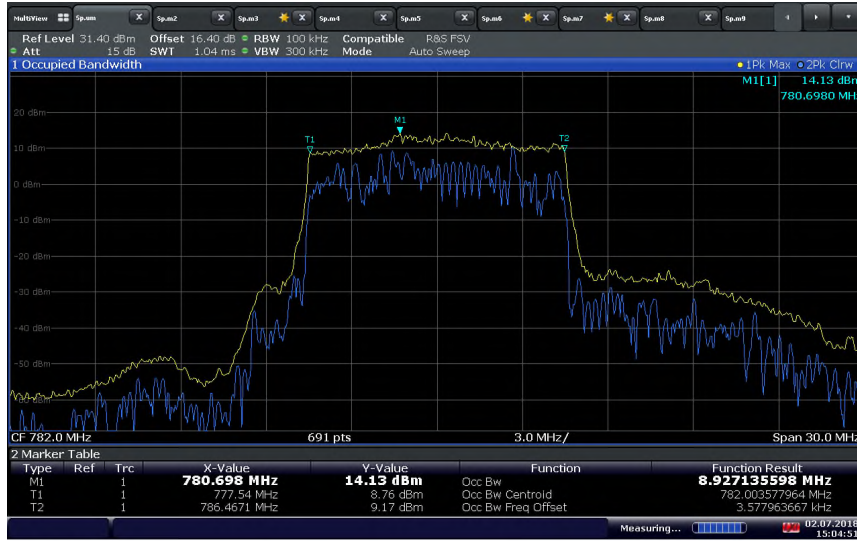 MultiView Sp.um X Sp.m2 X Sp.m3 X Sp.m4 X Sp.m5 X Sp.m6 X Sp.m7 X Sp.m8 X Sp.m9
Ref Level 31.40 dBm Offset 16.40 dB RBW 100 kHz Compatible R&S FSV
Att 15 dB SWT 1.04 ms VBW 300 kHz Mode Auto Sweep
1 Occupied Bandwidth 1Pk Max 2Pk Clrw
M1[1] 14.13 dBm
780.6980 MHz
20 dBm
M1
T1 T2
10 dBm
0 dBm
-10 dBm
-20 dBm
-30 dBm
-40 dBm
-50 dBm
CF 782.0 MHz 691 pts 3.0 MHz/ Span 30.0 MHz
2 Marker Table
Type Ref Trc X-Value Y-Value Function Function Result
M1 1 780.698 MHz 14.13 dBm Occ Bw 8.927135598 MHz
T1 1 777.54 MHz 8.76 dBm Occ Bw Centroid 782.003577964 MHz
T2 1 786.4671 MHz 9.17 dBm Occ Bw Freq Offset 3.577963667 kHz
Measuring... 02.07.2018
15:04:51